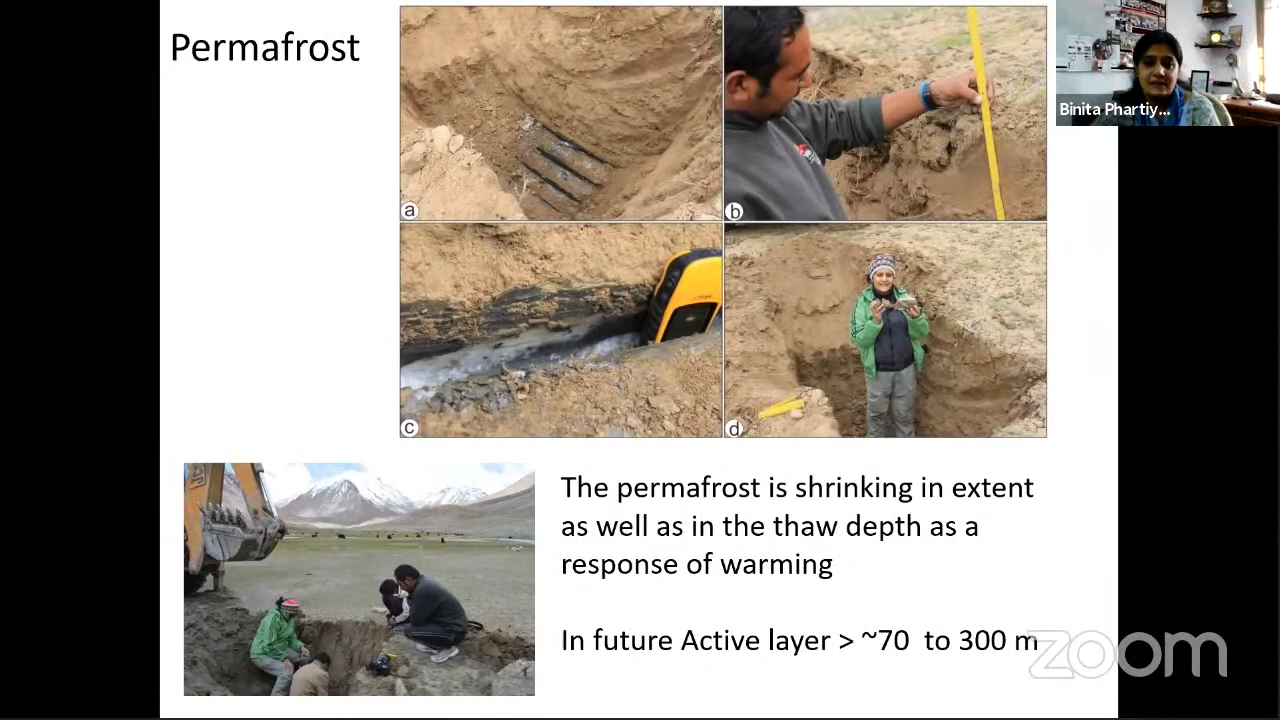 Permafrost
a
b
c
d
Binita Phartiy...
The permafrost is shrinking in extent
as well as in the thaw depth as a
response of warming
In future Active layer > ~70  to 300 m
zoom